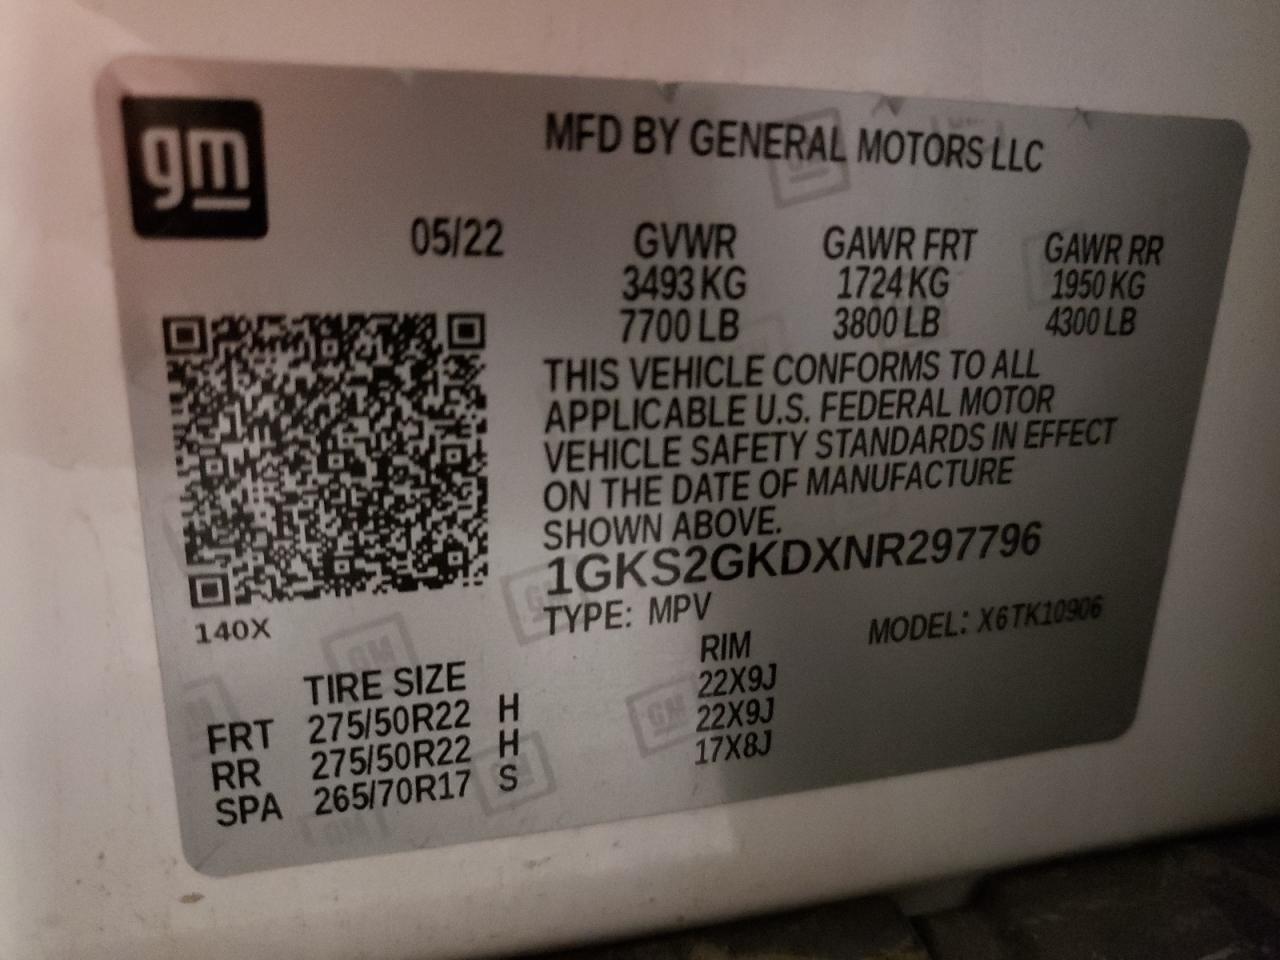 gm
MFD BY GENERAL MOTORS LLC
05/22 GVWR GAWR FRT GAWR RR
3493 KG 1724 KG 1950 KG
7700 LB 3800 LB 4300 LB
THIS VEHICLE CONFORMS TO ALL
APPLICABLE U.S. FEDERAL MOTOR
VEHICLE SAFETY STANDARDS IN EFFECT
ON THE DATE OF MANUFACTURE
SHOWN ABOVE.
1GKS2GKDXNR297796
TYPE: MPV MODEL: X6TK10906
140X
TIRE SIZE RIM
FRT 275/50R22 H 22X9J
RR 275/50R22 H 22X9J
SPA 265/70R17 S 17X8J